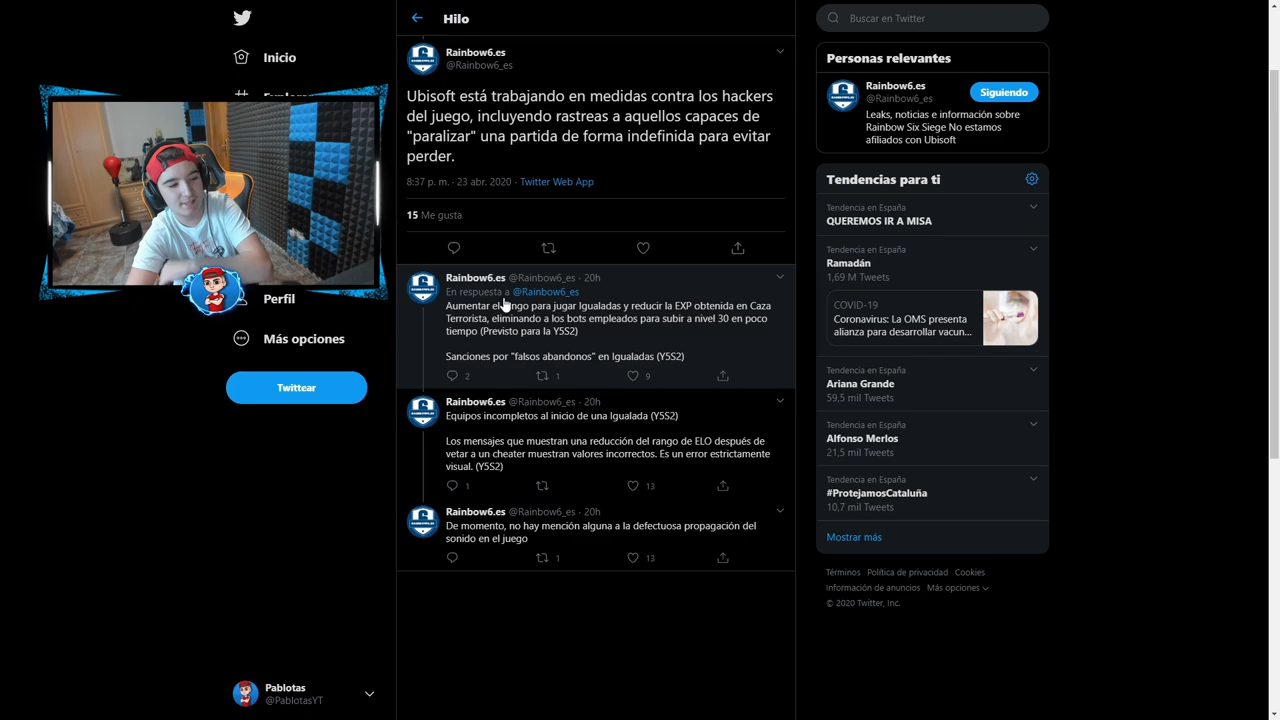 Inicio
Perfil
Más opciones
Twittear
Pablotas
@PablotasYT
Hilo
Rainbow6.es
@Rainbow6_es
Ubisoft está trabajando en medidas contra los hackers
del juego, incluyendo rastreas a aquellos capaces de
"paralizar" una partida de forma indefinida para evitar
perder.
8:37 p. m. · 23 abr. 2020 · Twitter Web App
15 Me gusta
Rainbow6.es @Rainbow6_es · 20h
En respuesta a @Rainbow6_es
Aumentar el rango para jugar Igualadas y reducir la EXP obtenida en Caza
Terrorista, eliminando a los bots empleados para subir a nivel 30 en poco
tiempo (Previsto para la Y5S2)
Sanciones por "falsos abandonos" en Igualadas (Y5S2)
2 1 9
Rainbow6.es @Rainbow6_es · 20h
Equipos incompletos al inicio de una Igualada (Y5S2)
Los mensajes que muestran una reducción del rango de ELO después de
vetar a un cheater muestran valores incorrectos. Es un error estrictamente
visual. (Y5S2)
1 13
Rainbow6.es @Rainbow6_es · 20h
De momento, no hay mención alguna a la defectuosa propagación del
sonido en el juego
1 13
Buscar en Twitter
Personas relevantes
Rainbow6.es
@Rainbow6_es
Siguiendo
Leaks, noticias e información sobre
Rainbow Six Siege No estamos
afiliados con Ubisoft
Tendencias para ti
Tendencia en España
QUEREMOS IR A MISA
Tendencia en España
Ramadán
1,69 M Tweets
COVID-19
Coronavirus: La OMS presenta
alianza para desarrollar vacun...
Tendencia en España
Ariana Grande
59,5 mil Tweets
Tendencia en España
Alfonso Merlos
21,5 mil Tweets
Tendencia en España
#ProtejamosCataluña
10,7 mil Tweets
Mostrar más
Términos Política de privacidad Cookies
Información de anuncios Más opciones
© 2020 Twitter, Inc.